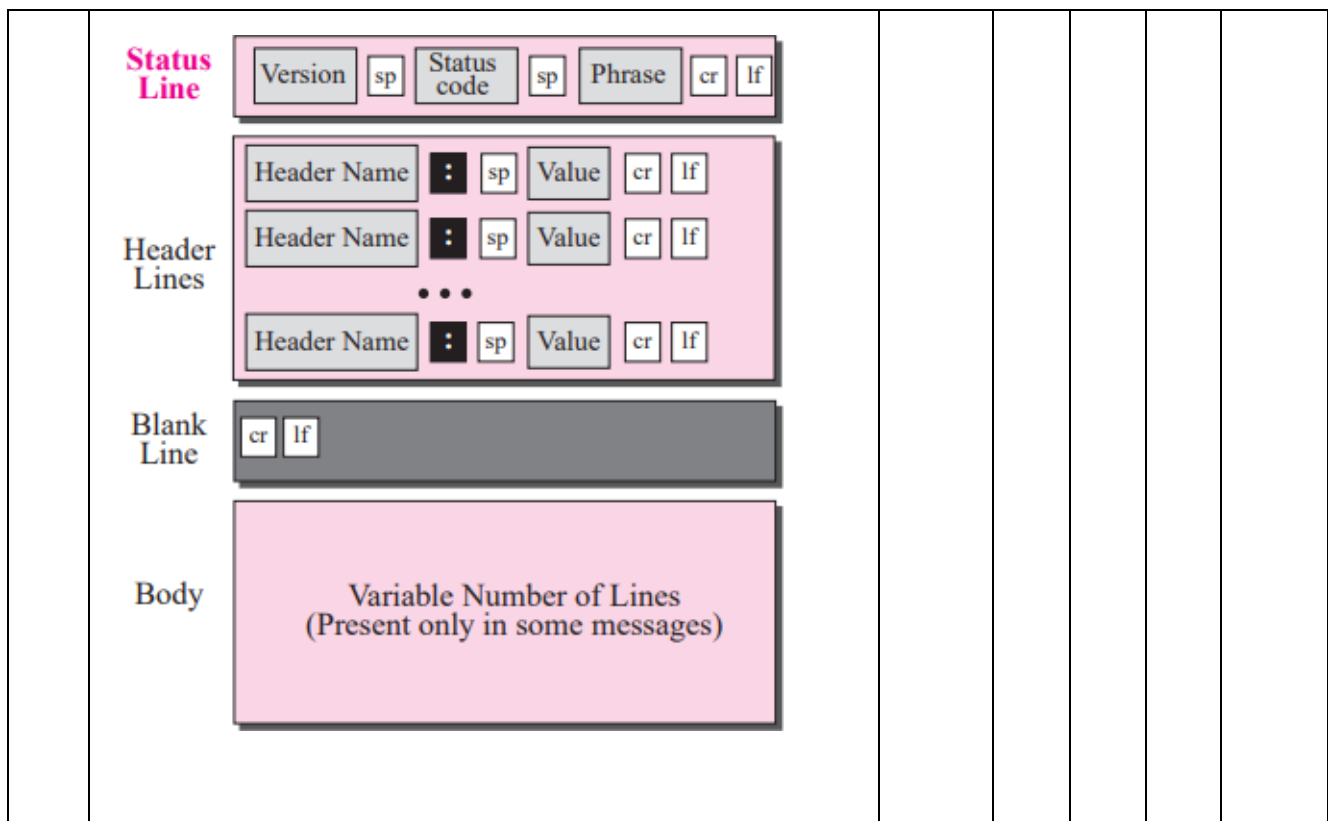 Status Line
Version sp Status code sp Phrase cr lf
Header Lines
Header Name : sp Value cr lf
Header Name : sp Value cr lf
• • •
Header Name : sp Value cr lf
Blank Line
cr lf
Body
Variable Number of Lines
(Present only in some messages)